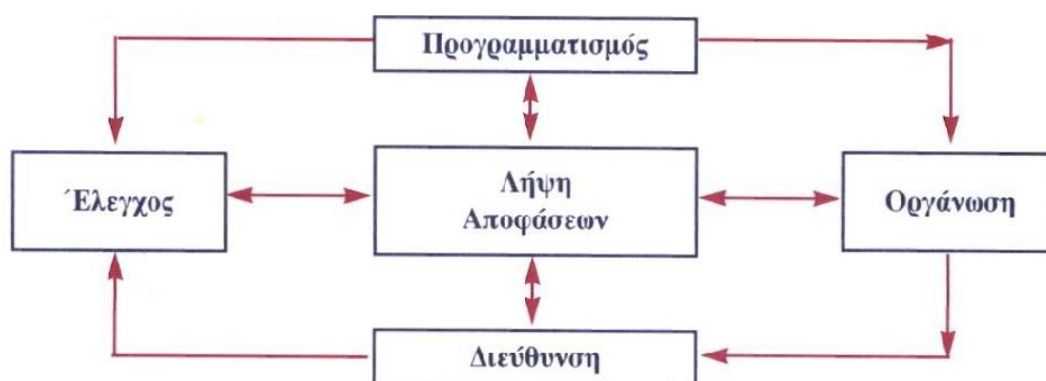 Προγραμματισμός
Έλεγχος
Λήψη
Αποφάσεων
Οργάνωση
Διεύθυνση